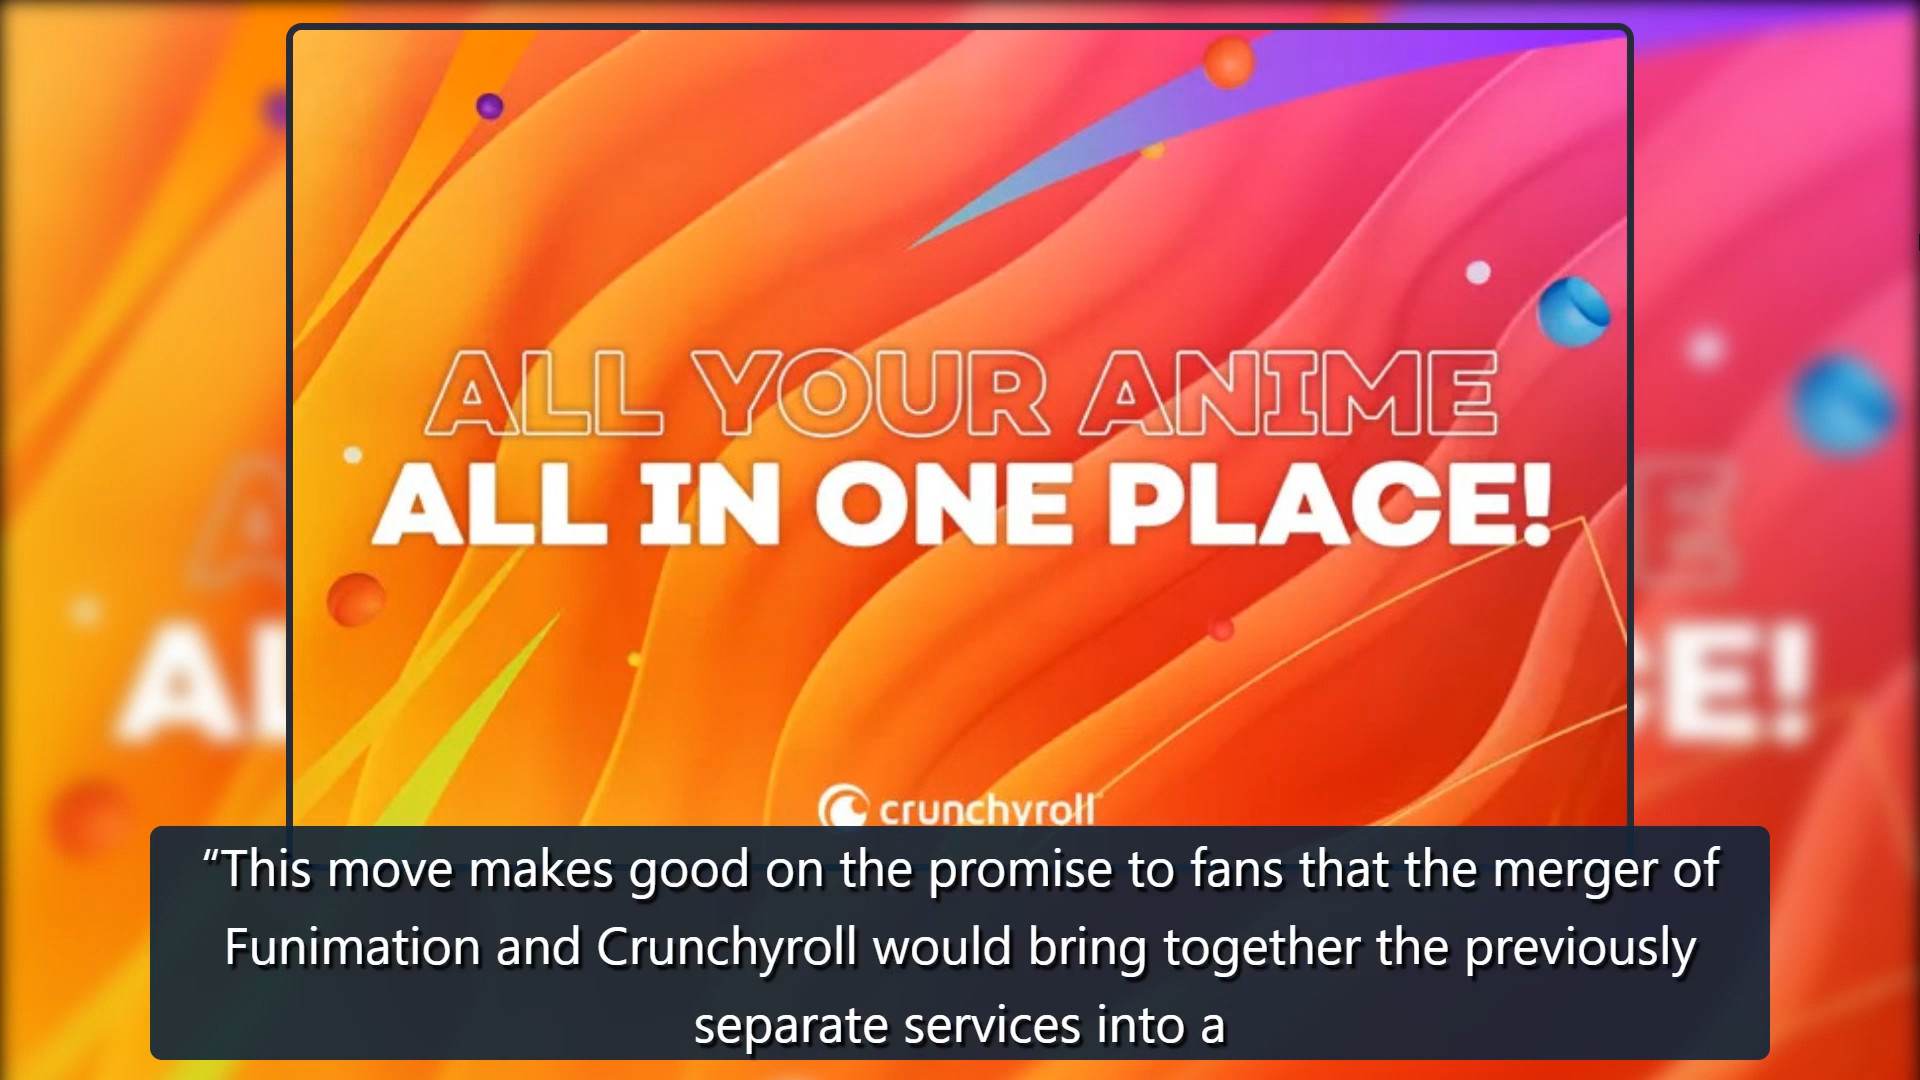 ALL YOUR ANIME
ALL IN ONE PLACE!
crunchyroll
“This move makes good on the promise to fans that the merger of
Funimation and Crunchyroll would bring together the previously
separate services into a